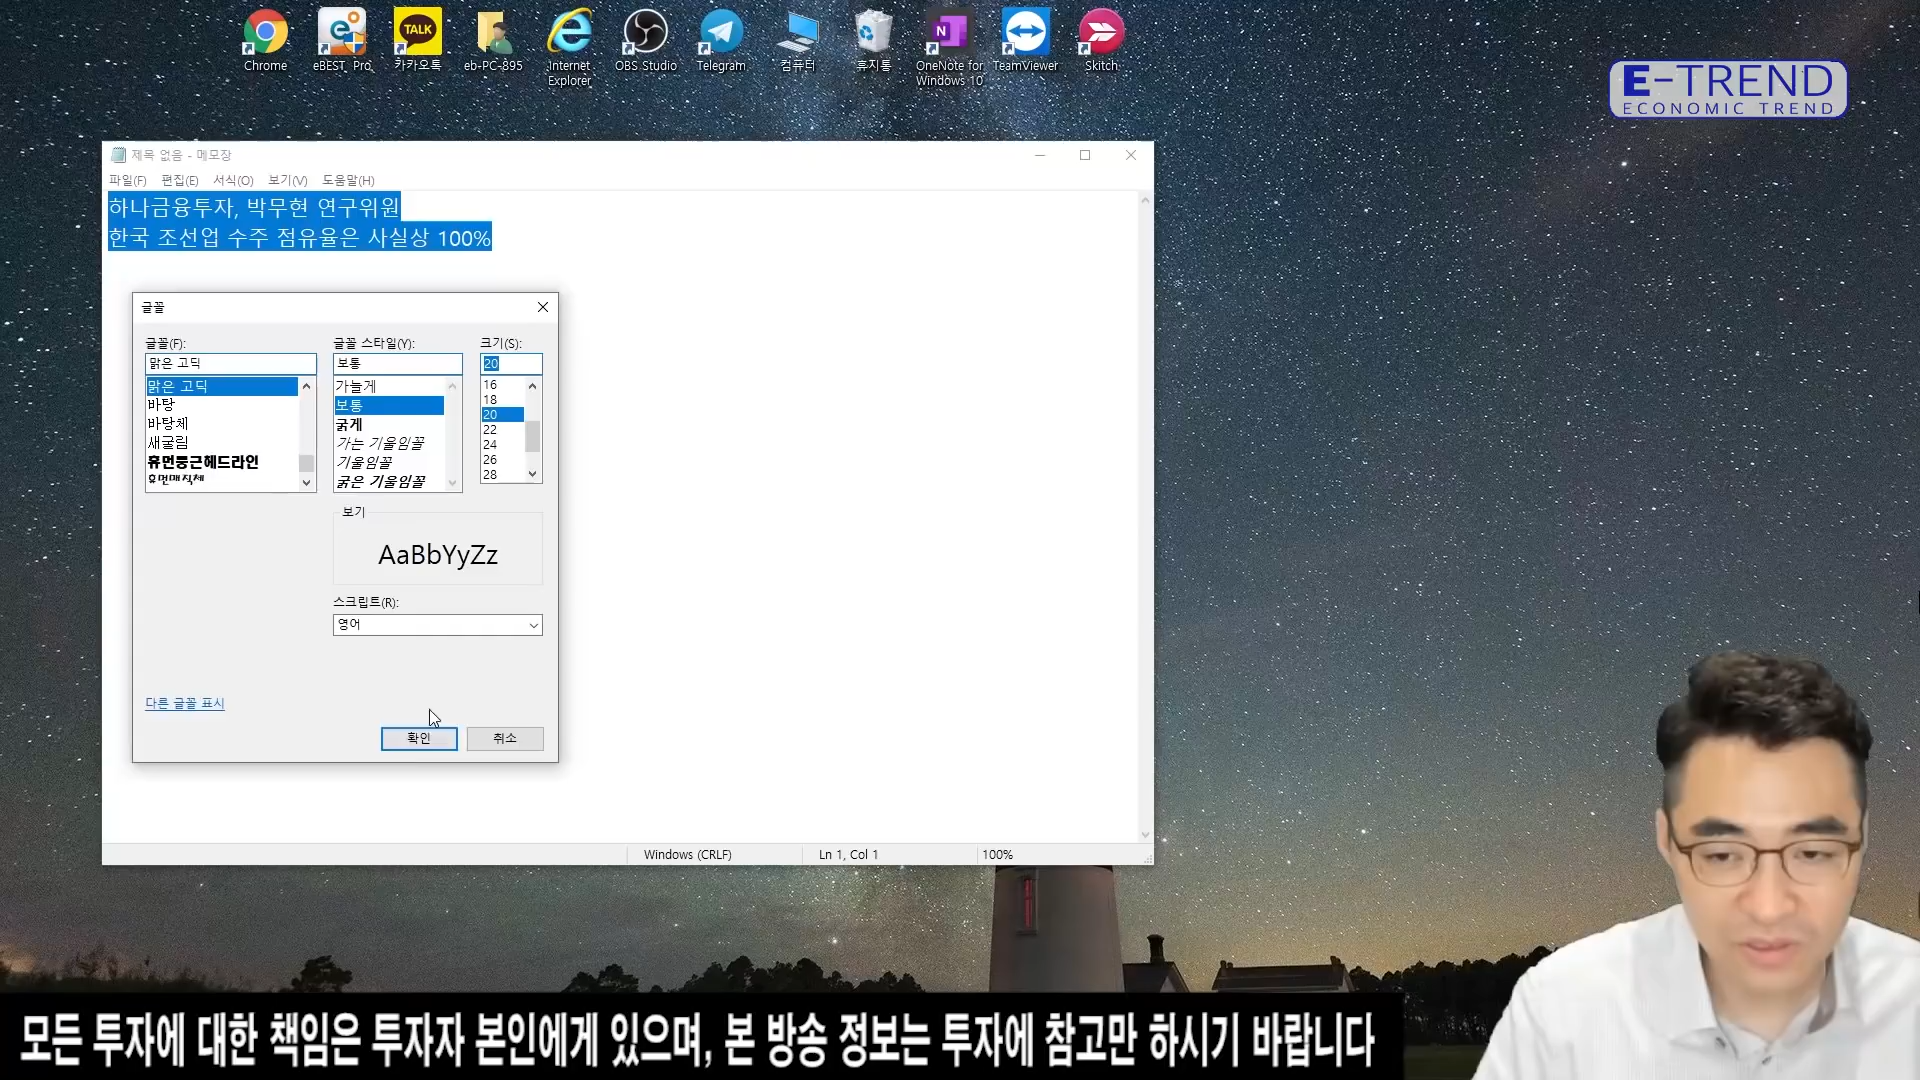 Chrome
eBEST Pro
카카오톡
eb-PC-895
Internet
Explorer
OBS Studio
Telegram
컴퓨터
휴지통
OneNote for
Windows 10
TeamViewer
Skitch
TALK
E-TREND
ECONOMIC TREND
제목 없음 - 메모장
파일(F) 편집(E) 서식(O) 보기(V) 도움말(H)
하나금융투자, 박무현 연구위원
한국 조선업 수주 점유율은 사실상 100%
글꼴
글꼴(F):
맑은 고딕
맑은 고딕
바탕
바탕체
새굴림
휴먼둥근헤드라인
휴먼매직체
글꼴 스타일(Y):
보통
가늘게
보통
굵게
가는 기울임꼴
기울임꼴
굵은 기울임꼴
크기(S):
20
16
18
20
22
24
26
28
보기
AaBbYyZz
스크립트(R):
영어
다른 글꼴 표시
확인
취소
Windows (CRLF)
Ln 1, Col 1
100%
모든 투자에 대한 책임은 투자자 본인에게 있으며, 본 방송 정보는 투자에 참고만 하시기 바랍니다